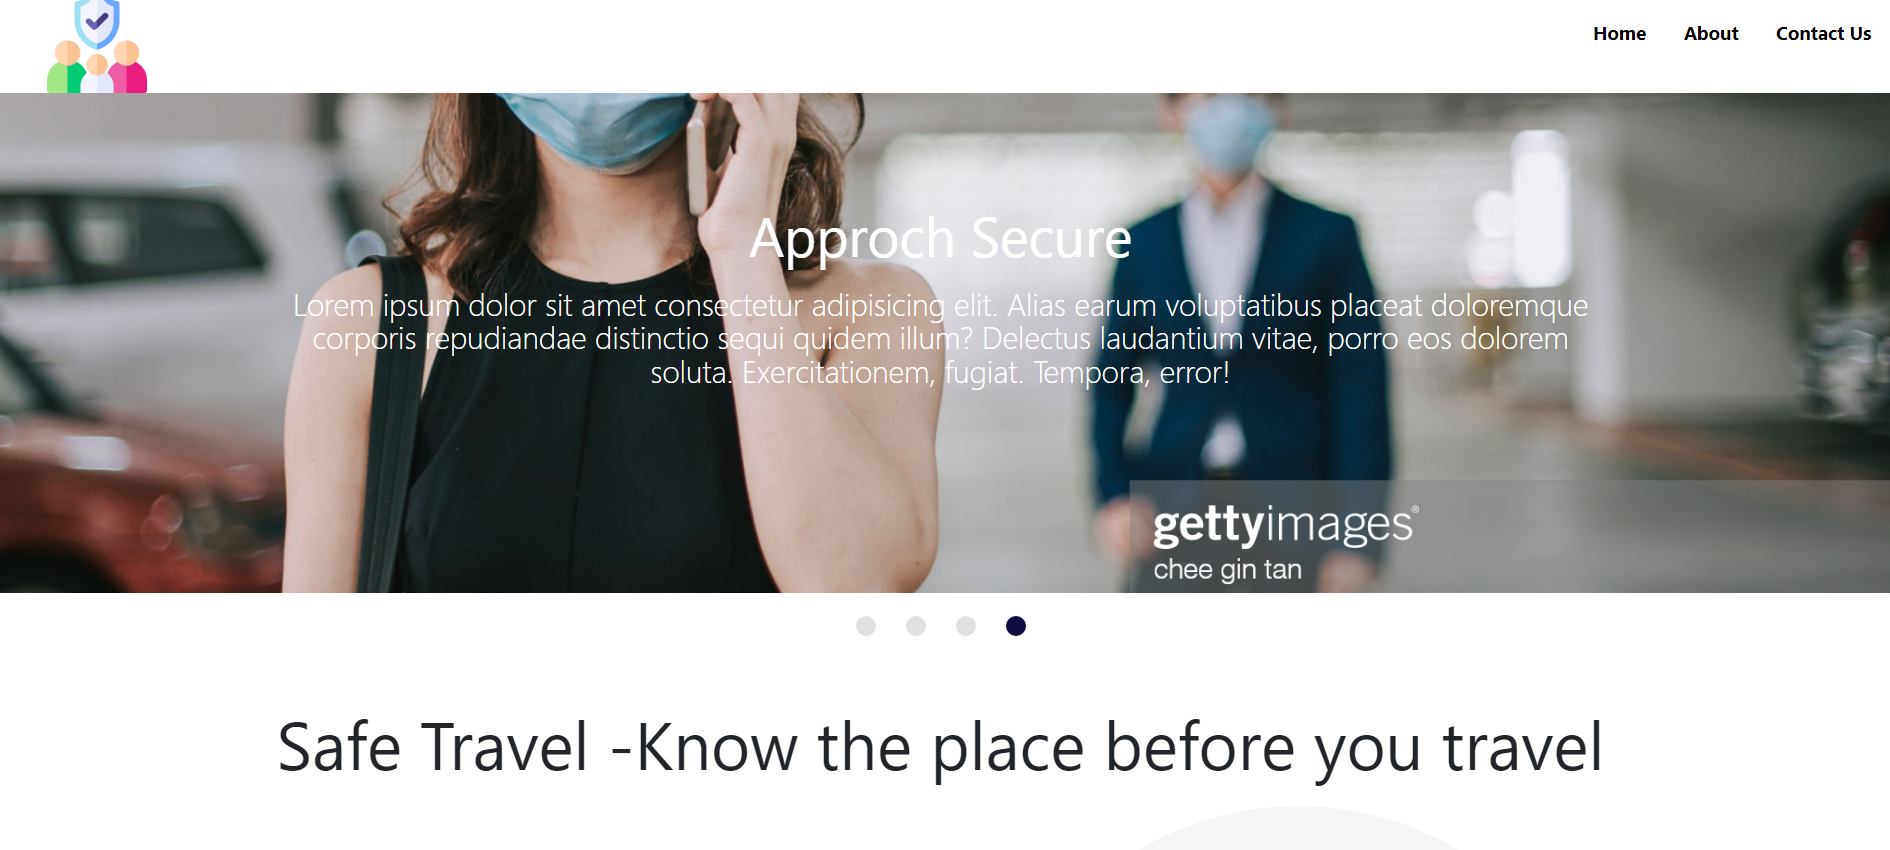 Home About Contact Us
Approch Secure
Lorem ipsum dolor sit amet consectetur adipisicing elit. Alias earum voluptatibus placeat doloremque
corporis repudiandae distinctio sequi quidem illum? Delectus laudantium vitae, porro eos dolorem
soluta. Exercitationem, fugiat. Tempora, error!
gettyimages®
chee gin tan
Safe Travel -Know the place before you travel